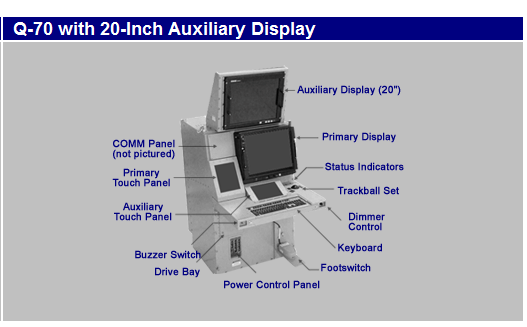 Q-70 with 20-Inch Auxiliary Display
Auxiliary Display (20")
Primary Display
COMM Panel
(not pictured)
Status Indicators
Primary
Touch Panel
Trackball Set
Auxiliary
Touch Panel
Dimmer
Control
Keyboard
Buzzer Switch
Drive Bay
Footswitch
Power Control Panel